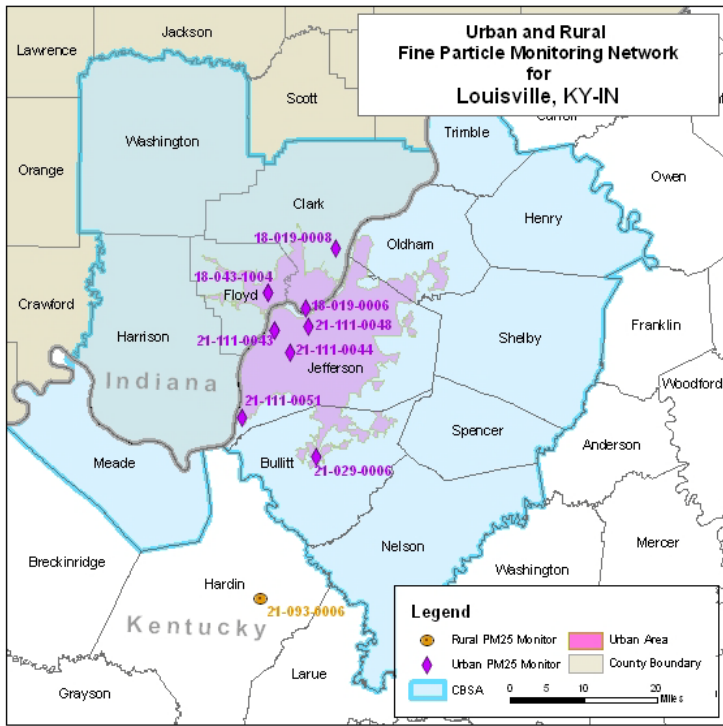 Urban and Rural
Fine Particle Monitoring Network
for
Louisville, KY-IN
Jackson
Lawrence
Scott
Trimble
Washington
Owen
Orange
Clark
Henry
18-019-0008
Oldham
18-043-1004
Floyd
Crawford
18-019-0006
21-111-0048
Franklin
Harrison
21-111-0043
Shelby
21-111-0044
Jefferson
Indiana
Woodford
21-111-0051
Spencer
Anderson
Meade
Bullitt
21-029-0006
Nelson
Mercer
Breckinridge
Washington
Hardin
21-093-0006
Kentucky
Larue
Grayson
Legend
Rural PM25 Monitor
Urban Area
Urban PM25 Monitor
County Boundary
CBSA
0 5 10 20
Miles